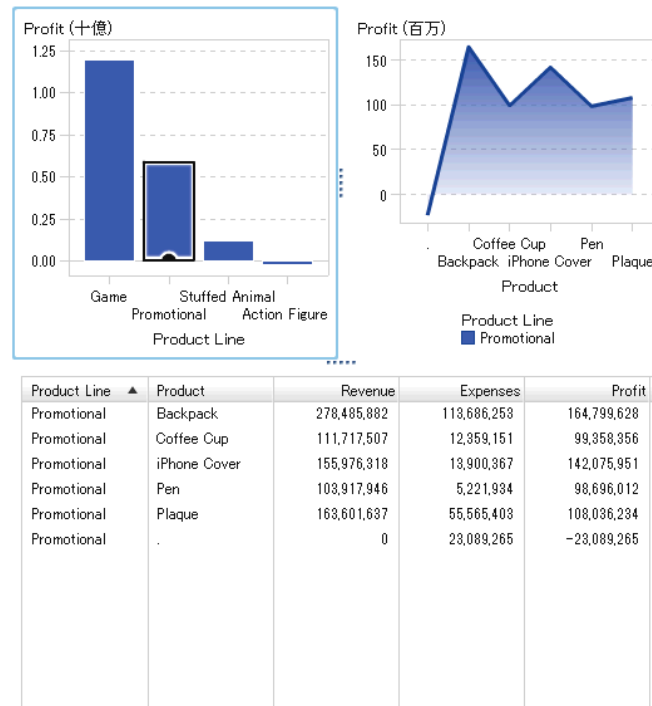 Profit (十億)
1.25
1.00
0.75
0.50
0.25
0.00
Game Stuffed Animal
Promotional Action Figure
Product Line
Profit (百万)
150
100
50
0
. Coffee Cup Pen
Backpack iPhone Cover Plaque
Product
Product Line
Promotional
Product Line ▲ Product Revenue Expenses Profit
Promotional Backpack 278,485,882 113,686,253 164,799,628
Promotional Coffee Cup 111,717,507 12,359,151 99,358,356
Promotional iPhone Cover 155,976,318 13,900,367 142,075,951
Promotional Pen 103,917,946 5,221,934 98,696,012
Promotional Plaque 163,601,637 55,565,403 108,036,234
Promotional . 0 23,089,265 -23,089,265